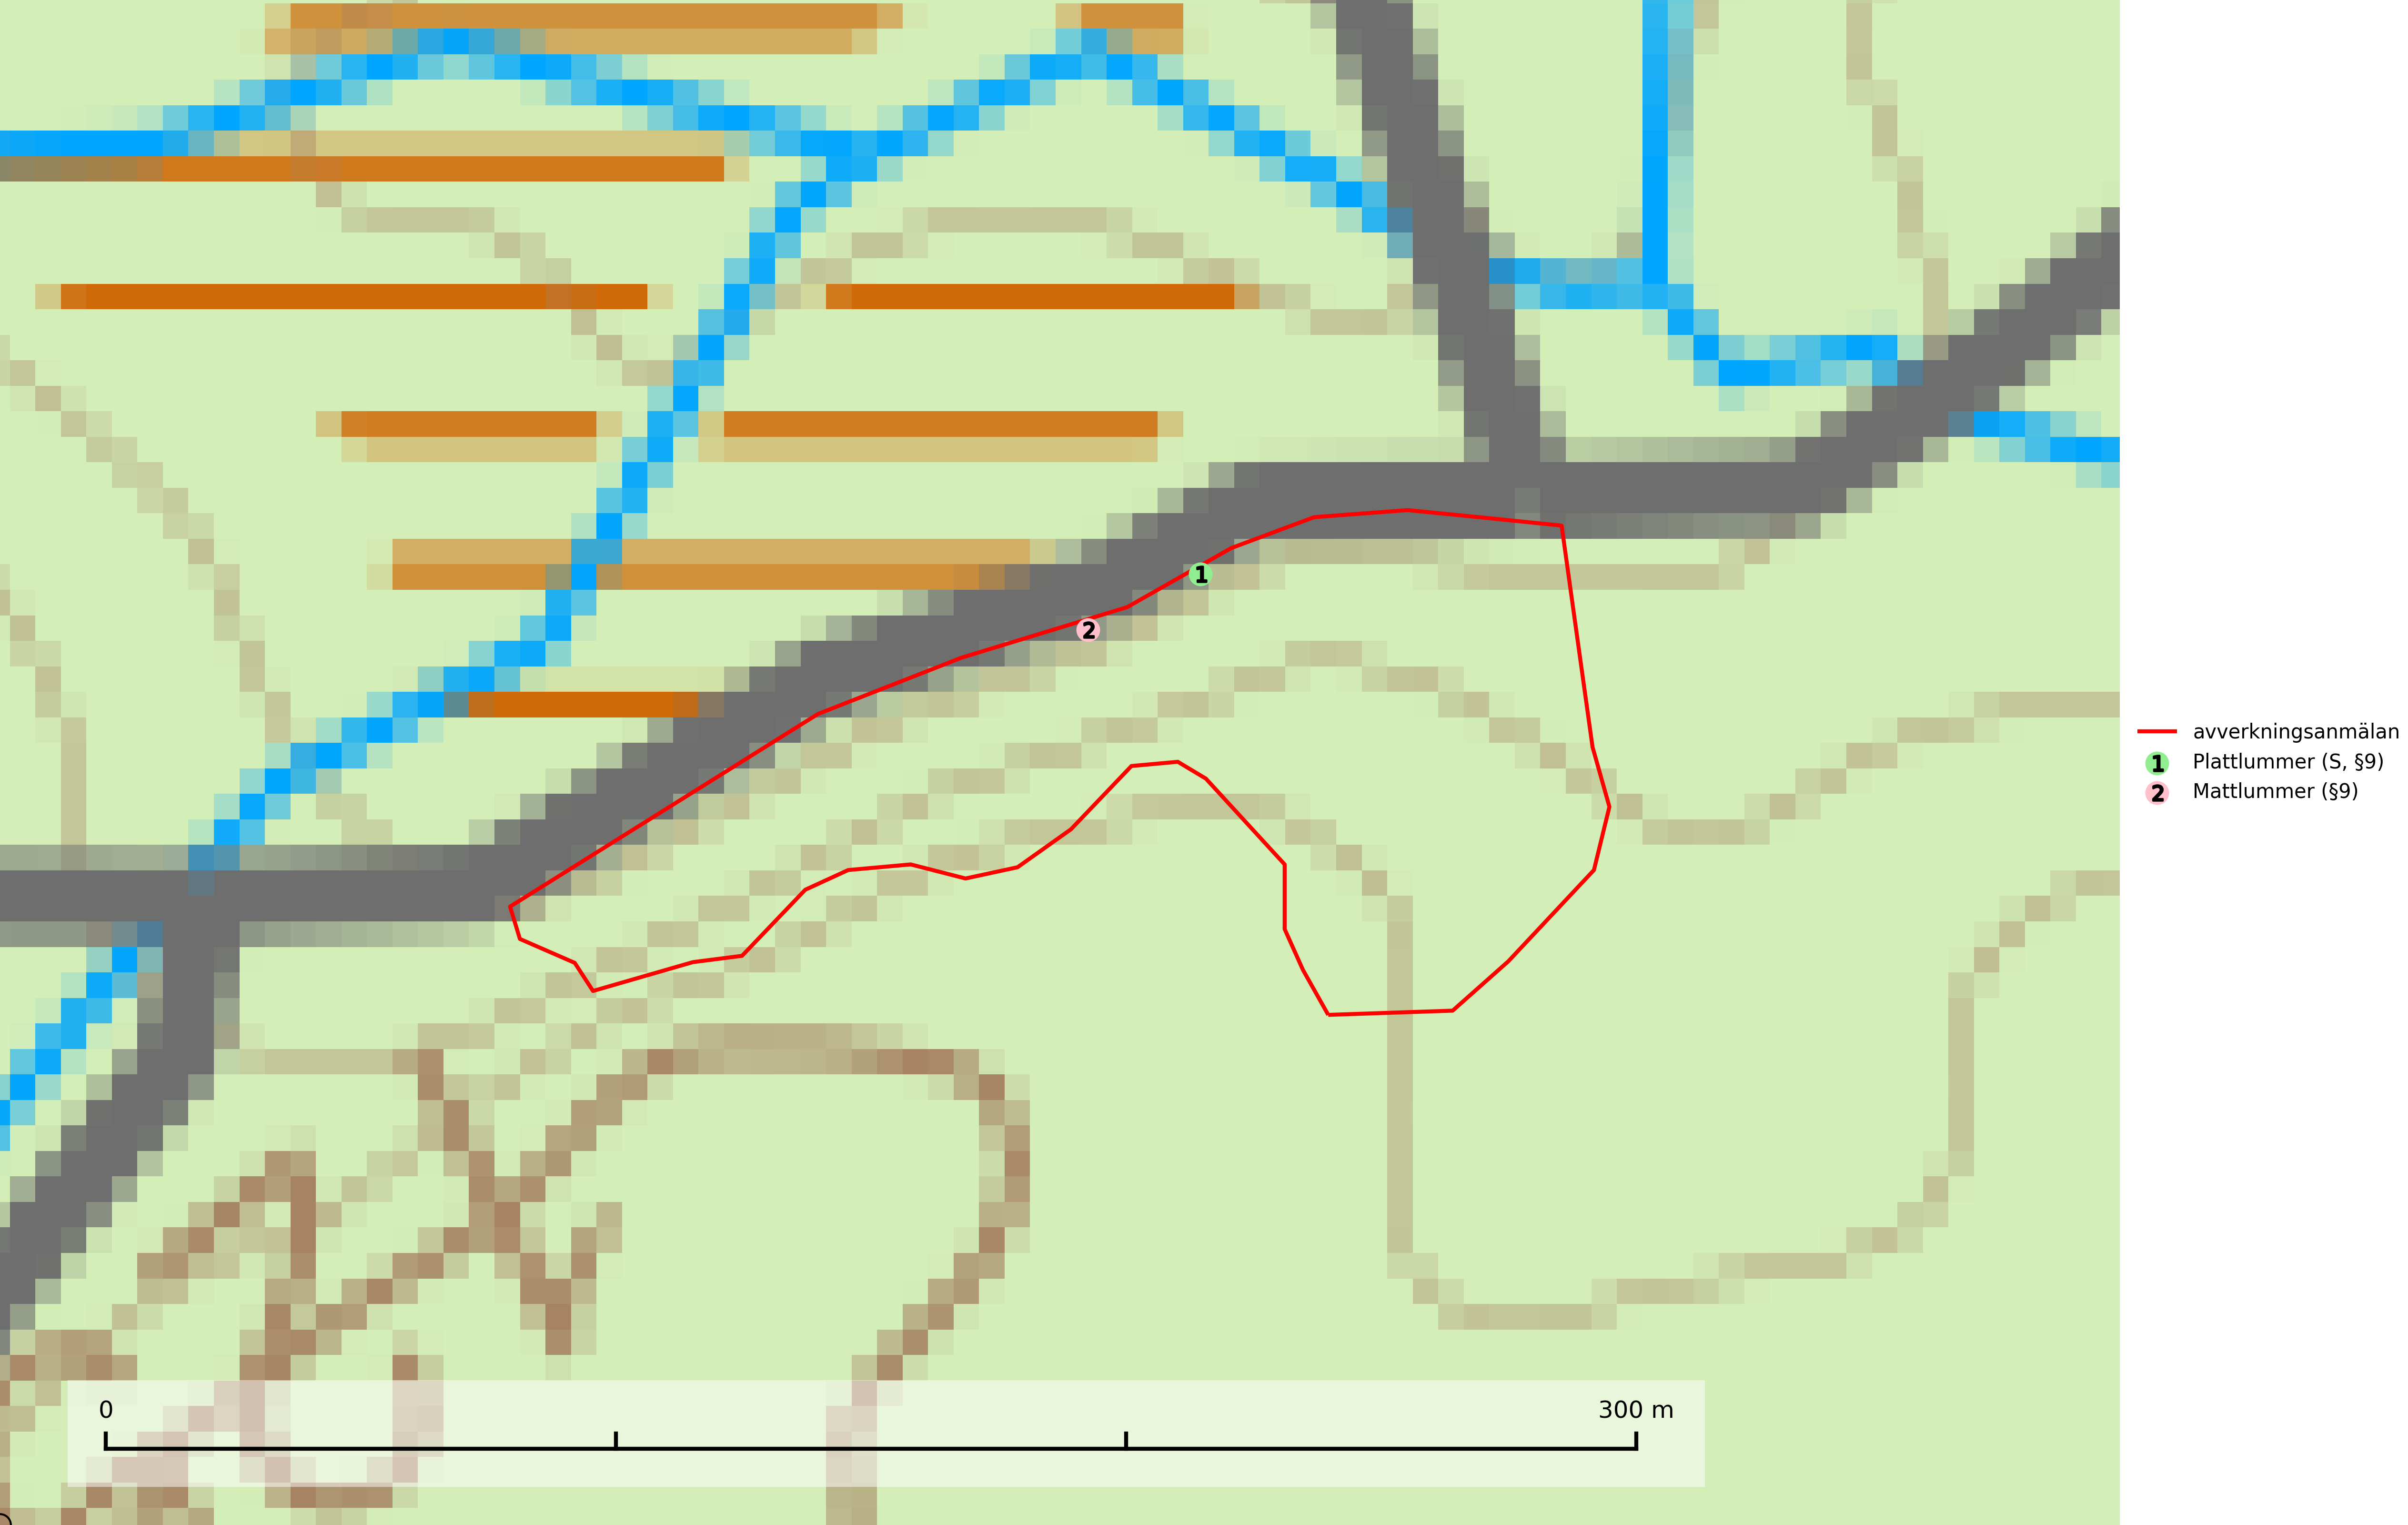 1
2
avverkningsanmälan
1 Plattlummer (S, §9)
2 Mattlummer (§9)
0 300 m